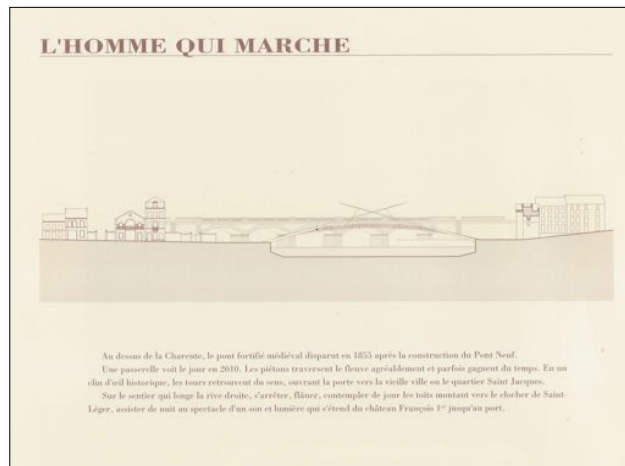 L'HOMME QUI MARCHE
Au dessus de la Charente, le pont fortifié médiéval disparut en 1855 après la construction du Pont Neuf.
Une passerelle voit le jour en 2010. Les piétons traversent le fleuve agréablement et parfois gagnent du temps. En un
clin d'œil historique, les tours retrouvent du sens, ouvrant la porte vers la vieille ville ou le quartier Saint Jacques.
Sur le sentier qui longe la rive droite, s'arrêter, flâner, contempler de jour les toits montant vers le clocher de Saint-
Léger, assister de nuit au spectacle d'un son et lumière qui s'étend du château François 1er jusqu'au port.